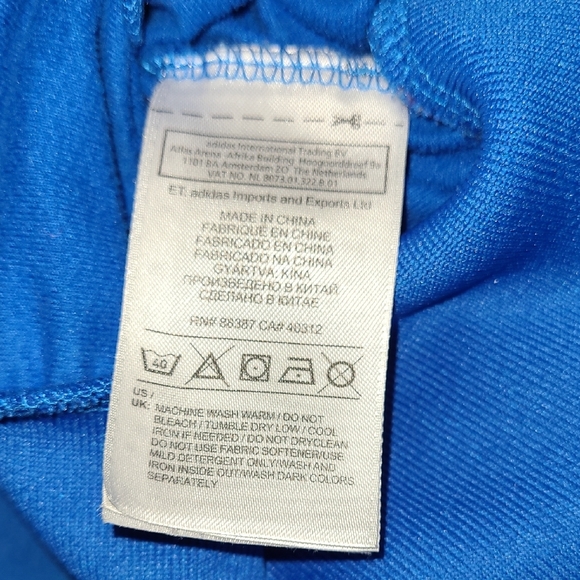 adidas International Trading BV
Atlas Arena -Afrika Building Hoogoorddreef 9a
1101 BA Amsterdam ZO The Netherlands
VAT NO. NL 8073.01.322.B.01
ET: adidas Imports and Exports Ltd
MADE IN CHINA
FABRIQUE EN CHINE
FABRICADO EN CHINA
FABRICADO NA CHINA
GYÁRTVA: KÍNA
ПРОИЗВЕДЕНО В КИТАЙ
СДЕЛАНО В КИТАЕ
RN# 88387 CA# 40312
40
US /
UK: MACHINE WASH WARM / DO NOT
BLEACH / TUMBLE DRY LOW / COOL
IRON IF NEEDED / DO NOT DRYCLEAN
DO NOT USE FABRIC SOFTENER/USE
MILD DETERGENT ONLY/WASH AND
IRON INSIDE OUT/WASH DARK COLORS
SEPARATELY